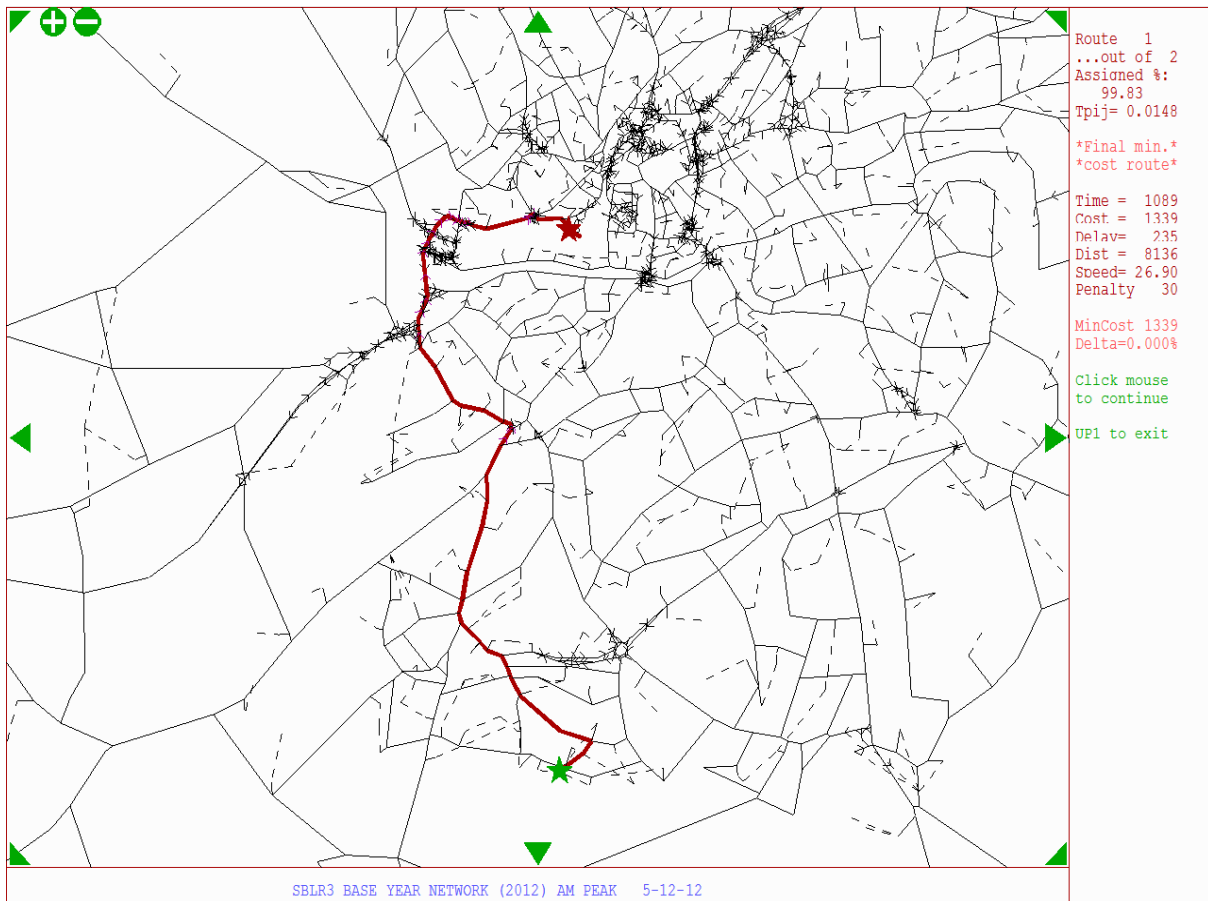 Route 1
...out of 2
Assigned %:
99.83
Tpij= 0.0148
*Final min.*
*cost route*
Time = 1089
Cost = 1339
Delay= 235
Dist = 8136
Speed= 26.90
Penalty 30
MinCost 1339
Delta=0.000%
Click mouse
to continue
UP1 to exit
SBLR3 BASE YEAR NETWORK (2012) AM PEAK 5-12-12